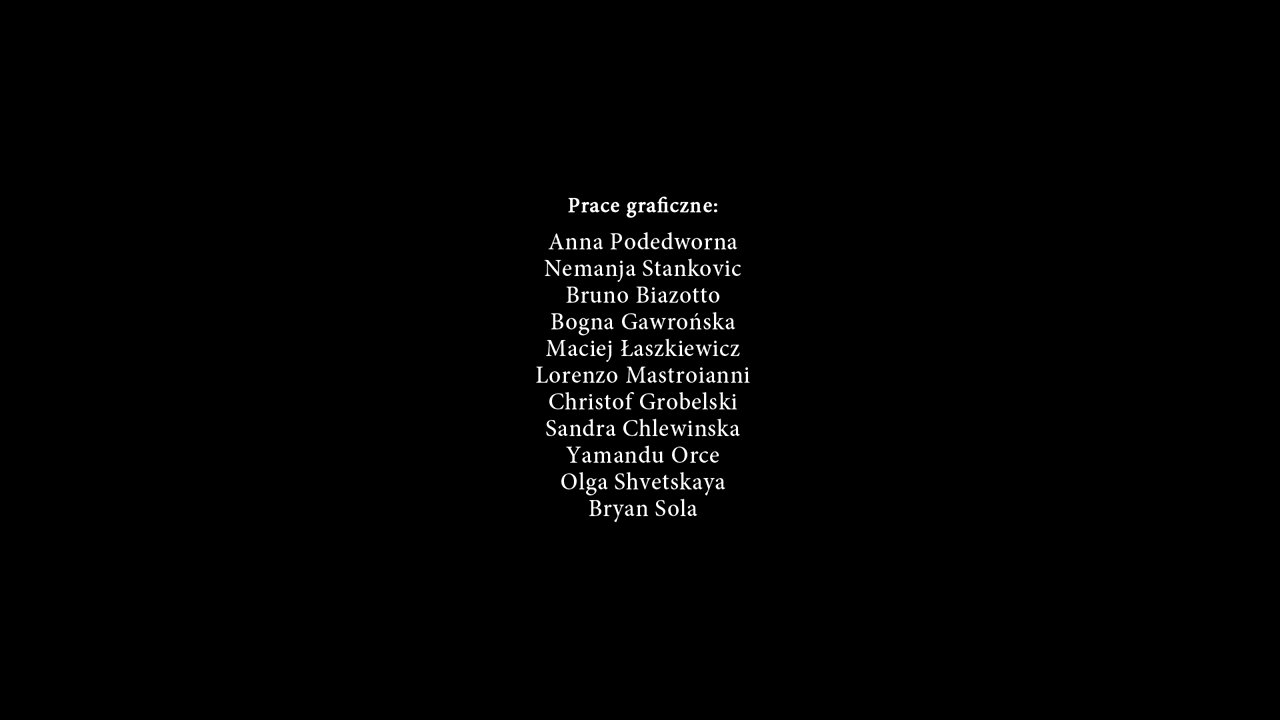 Prace graficzne:
Anna Podedworna
Nemanja Stankovic
Bruno Biazotto
Bogna Gawrońska
Maciej Łaszkiewicz
Lorenzo Mastroianni
Christof Grobelski
Sandra Chlewinska
Yamandu Orce
Olga Shvetskaya
Bryan Sola